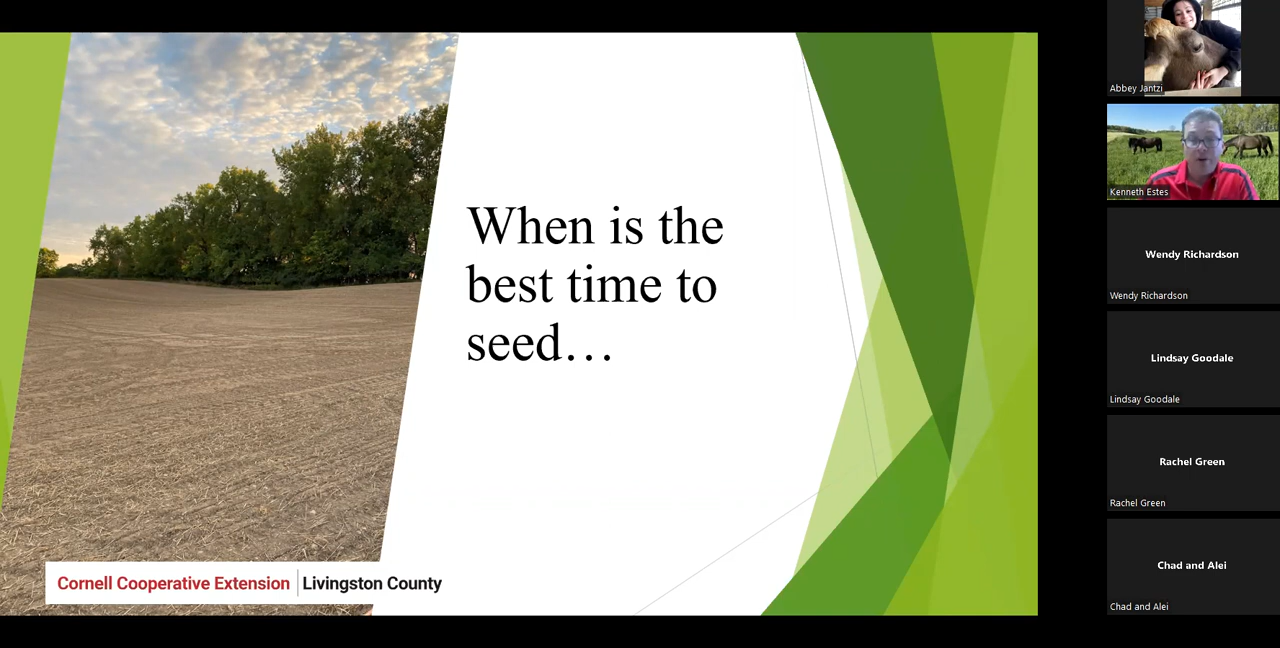 When is the
best time to
seed…
Cornell Cooperative Extension | Livingston County
Abbey Jantzi
Kenneth Estes
Wendy Richardson
Wendy Richardson
Lindsay Goodale
Lindsay Goodale
Rachel Green
Rachel Green
Chad and Alei
Chad and Alei